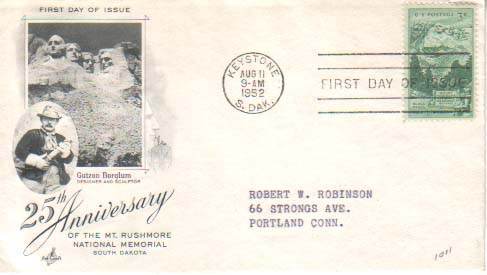 FIRST DAY OF ISSUE
Gutzon Borglum
DESIGNER AND SCULPTOR
25th Anniversary
OF THE MT. RUSHMORE
NATIONAL MEMORIAL
SOUTH DAKOTA
KEYSTONE
AUG 11
9-AM
1952
S. DAK.
FIRST DAY OF ISSUE
U.S. POSTAGE 3¢
ROBERT W. ROBINSON
66 STRONGS AVE.
PORTLAND CONN.
1011